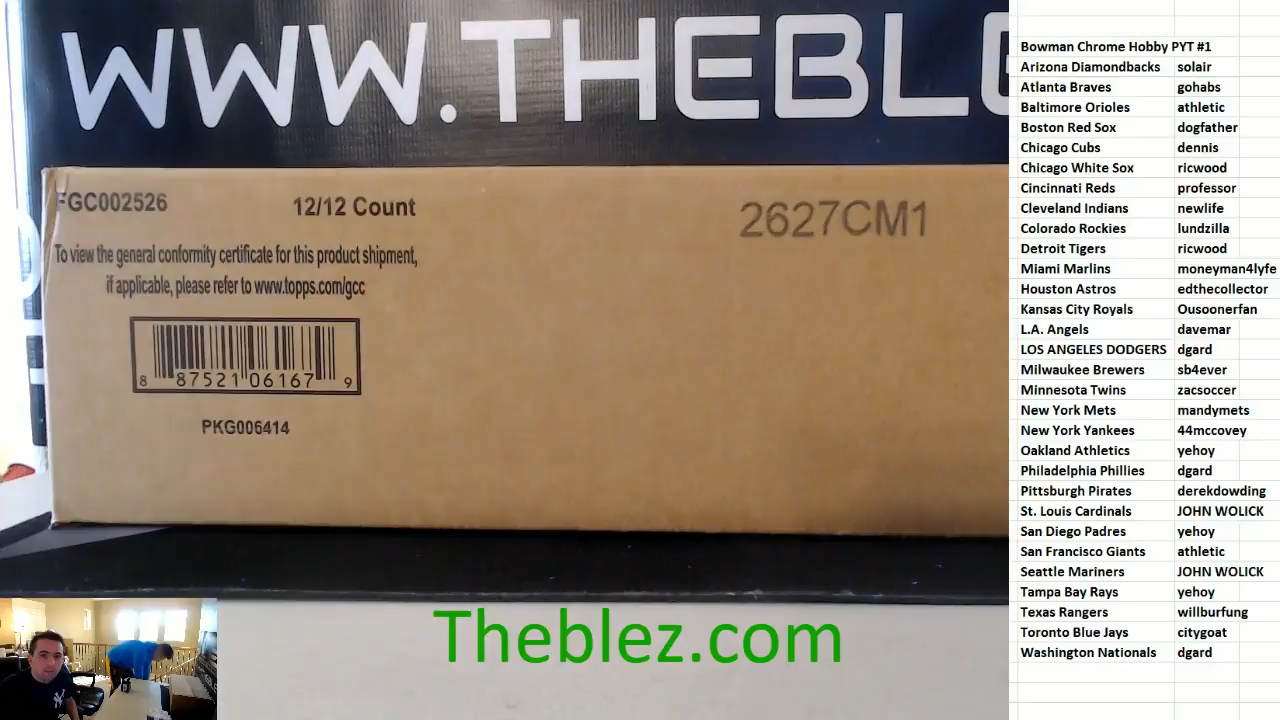 WWW.THEBLE
FGC002526
12/12 Count
2627CM1
To view the general conformity certificate for this product shipment,
if applicable, please refer to www.topps.com/gcc
8 87521 06167 9
PKG006414
Theblez.com
Bowman Chrome Hobby PYT #1
Arizona Diamondbacks solair
Atlanta Braves gohabs
Baltimore Orioles athletic
Boston Red Sox dogfather
Chicago Cubs dennis
Chicago White Sox ricwood
Cincinnati Reds professor
Cleveland Indians newlife
Colorado Rockies lundzilla
Detroit Tigers ricwood
Miami Marlins moneyman4lyfe
Houston Astros edthecollector
Kansas City Royals Ousoonerfan
L.A. Angels davemar
LOS ANGELES DODGERS dgard
Milwaukee Brewers sb4ever
Minnesota Twins zacsoccer
New York Mets mandymets
New York Yankees 44mccovey
Oakland Athletics yehoy
Philadelphia Phillies dgard
Pittsburgh Pirates derekdowding
St. Louis Cardinals JOHN WOLICK
San Diego Padres yehoy
San Francisco Giants athletic
Seattle Mariners JOHN WOLICK
Tampa Bay Rays yehoy
Texas Rangers willburfung
Toronto Blue Jays citygoat
Washington Nationals dgard